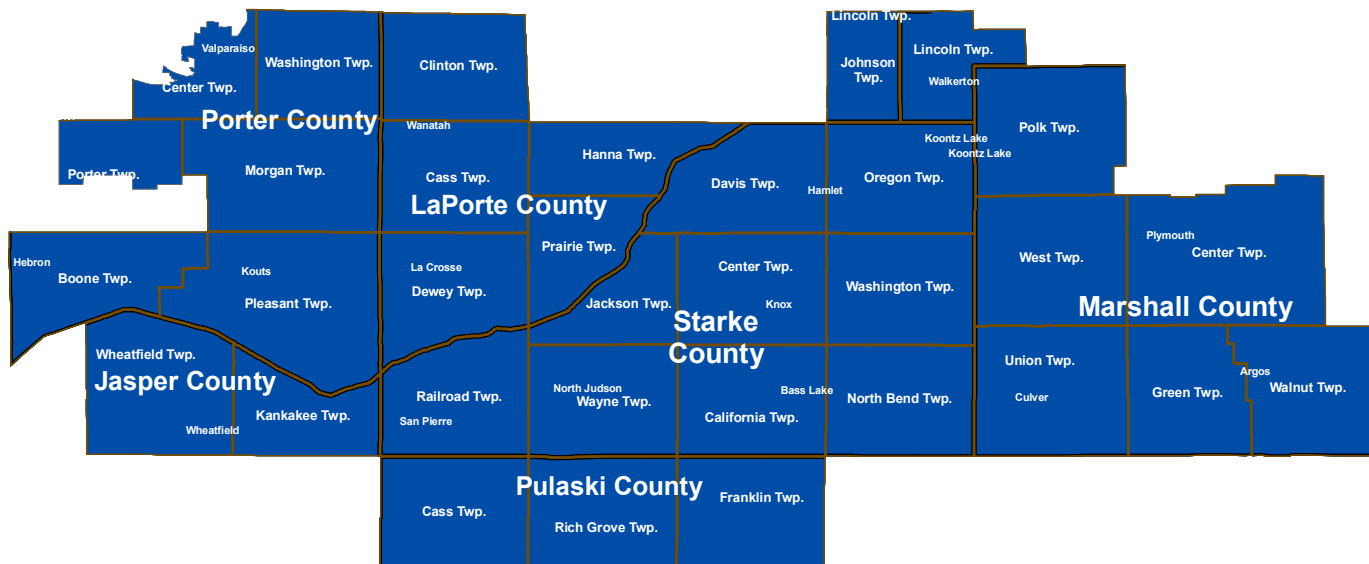 Lincoln Twp.
Valparaiso
Washington Twp.
Clinton Twp.
Johnson
Twp.
Lincoln Twp.
Walkerton
Center Twp.
Porter County
Wanatah
Polk Twp.
Koontz Lake
Koontz Lake
Porter Twp.
Morgan Twp.
Cass Twp.
Hanna Twp.
Davis Twp.
Hamlet
Oregon Twp.
LaPorte County
Hebron
Boone Twp.
Kouts
Pleasant Twp.
La Crosse
Dewey Twp.
Prairie Twp.
Jackson Twp.
Center Twp.
Knox
Washington Twp.
West Twp.
Plymouth
Center Twp.
Marshall County
Starke
County
Wheatfield Twp.
Jasper County
Wheatfield
Kankakee Twp.
Railroad Twp.
San Pierre
North Judson
Wayne Twp.
Bass Lake
California Twp.
North Bend Twp.
Union Twp.
Culver
Green Twp.
Argos
Walnut Twp.
Pulaski County
Cass Twp.
Rich Grove Twp.
Franklin Twp.